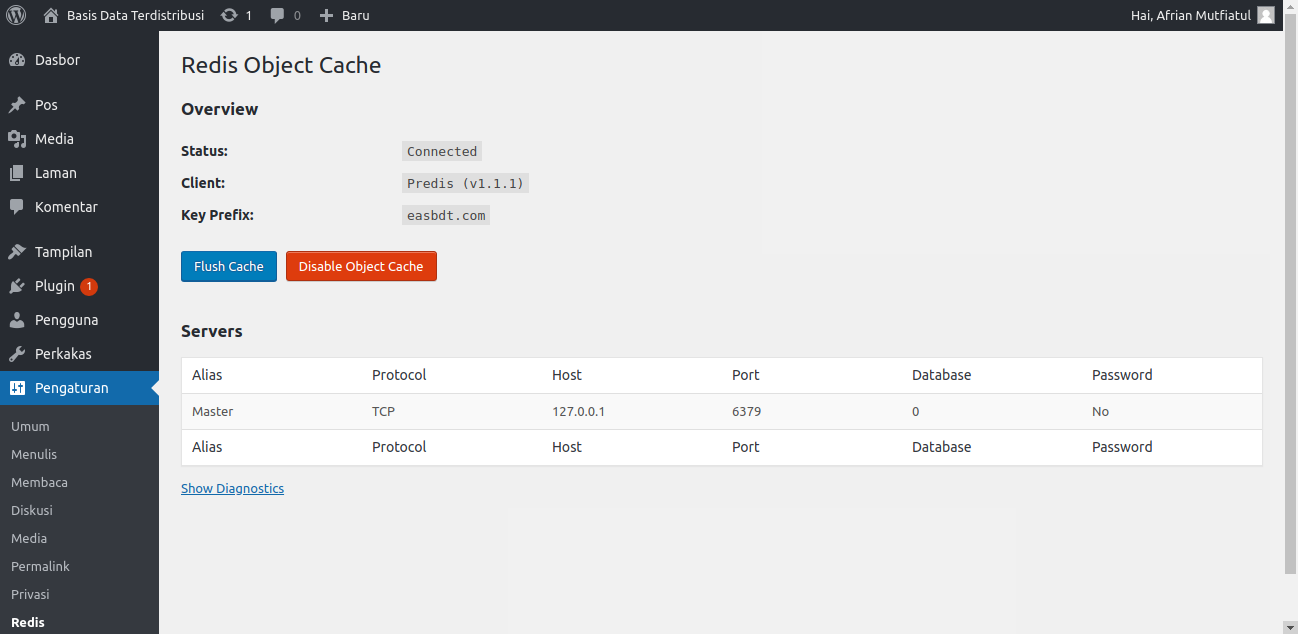 Basis Data Terdistribusi 1 0 Baru Hai, Afrian Mutfiatul
Dasbor
Pos
Media
Laman
Komentar
Tampilan
Plugin 1
Pengguna
Perkakas
Pengaturan
Umum
Menulis
Membaca
Diskusi
Media
Permalink
Privasi
Redis
Redis Object Cache
Overview
Status: Connected
Client: Predis (v1.1.1)
Key Prefix: easbdt.com
Flush Cache Disable Object Cache
Servers
Alias Protocol Host Port Database Password
Master TCP 127.0.0.1 6379 0 No
Alias Protocol Host Port Database Password
Show Diagnostics